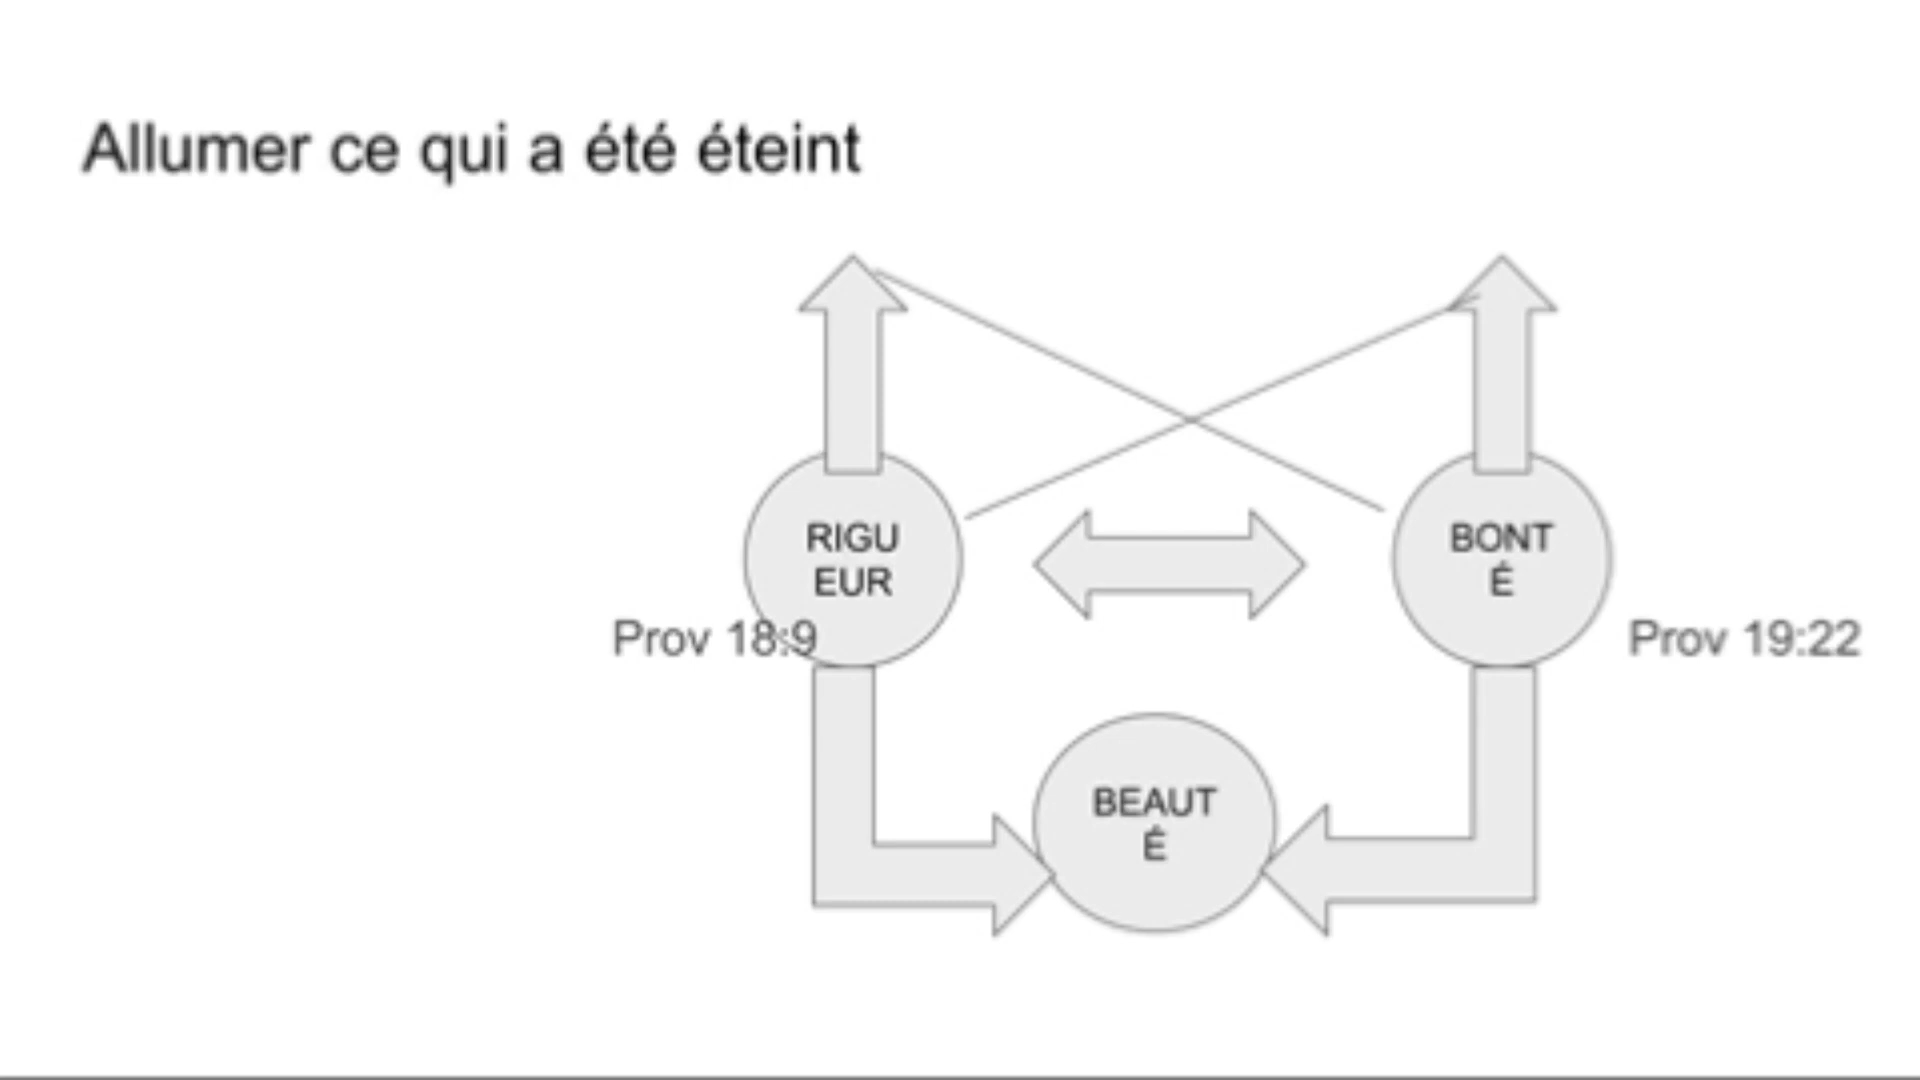 Allumer ce qui a été éteint
RIGU
EUR
BONT
É
Prov 18:9
Prov 19:22
BEAUT
É